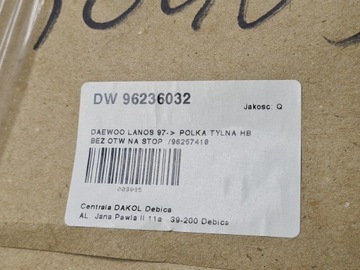 DW 96236032
Jakosc: Q
DAEWOO LANOS 97-> POLKA TYLNA HB
BEZ OTW NA STOP /96257418
Centrala DAKOL Debica
AL. Jana Pawla II 11a 39-200 Debica